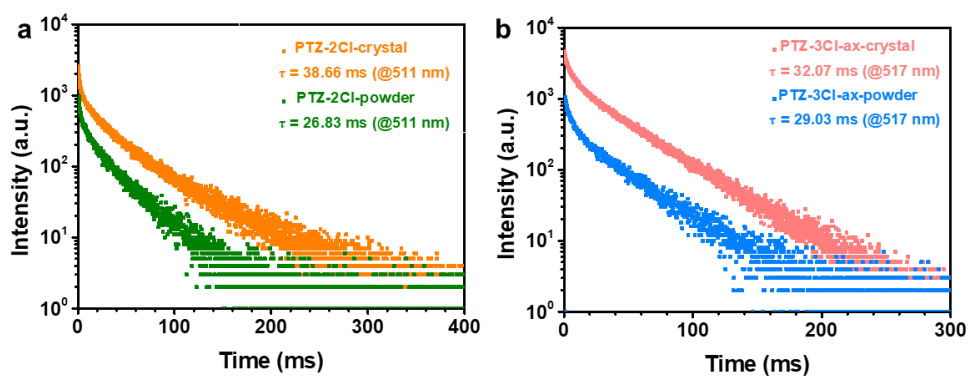 a
PTZ-2Cl-crystal
τ = 38.66 ms (@511 nm)
PTZ-2Cl-powder
τ = 26.83 ms (@511 nm)
Intensity (a.u.)
10⁴
10³
10²
10¹
10⁰
0 100 200 300 400
Time (ms)
b
PTZ-3Cl-ax-crystal
τ = 32.07 ms (@517 nm)
PTZ-3Cl-ax-powder
τ = 29.03 ms (@517 nm)
Intensity (a.u.)
10⁴
10³
10²
10¹
10⁰
0 100 200 300
Time (ms)